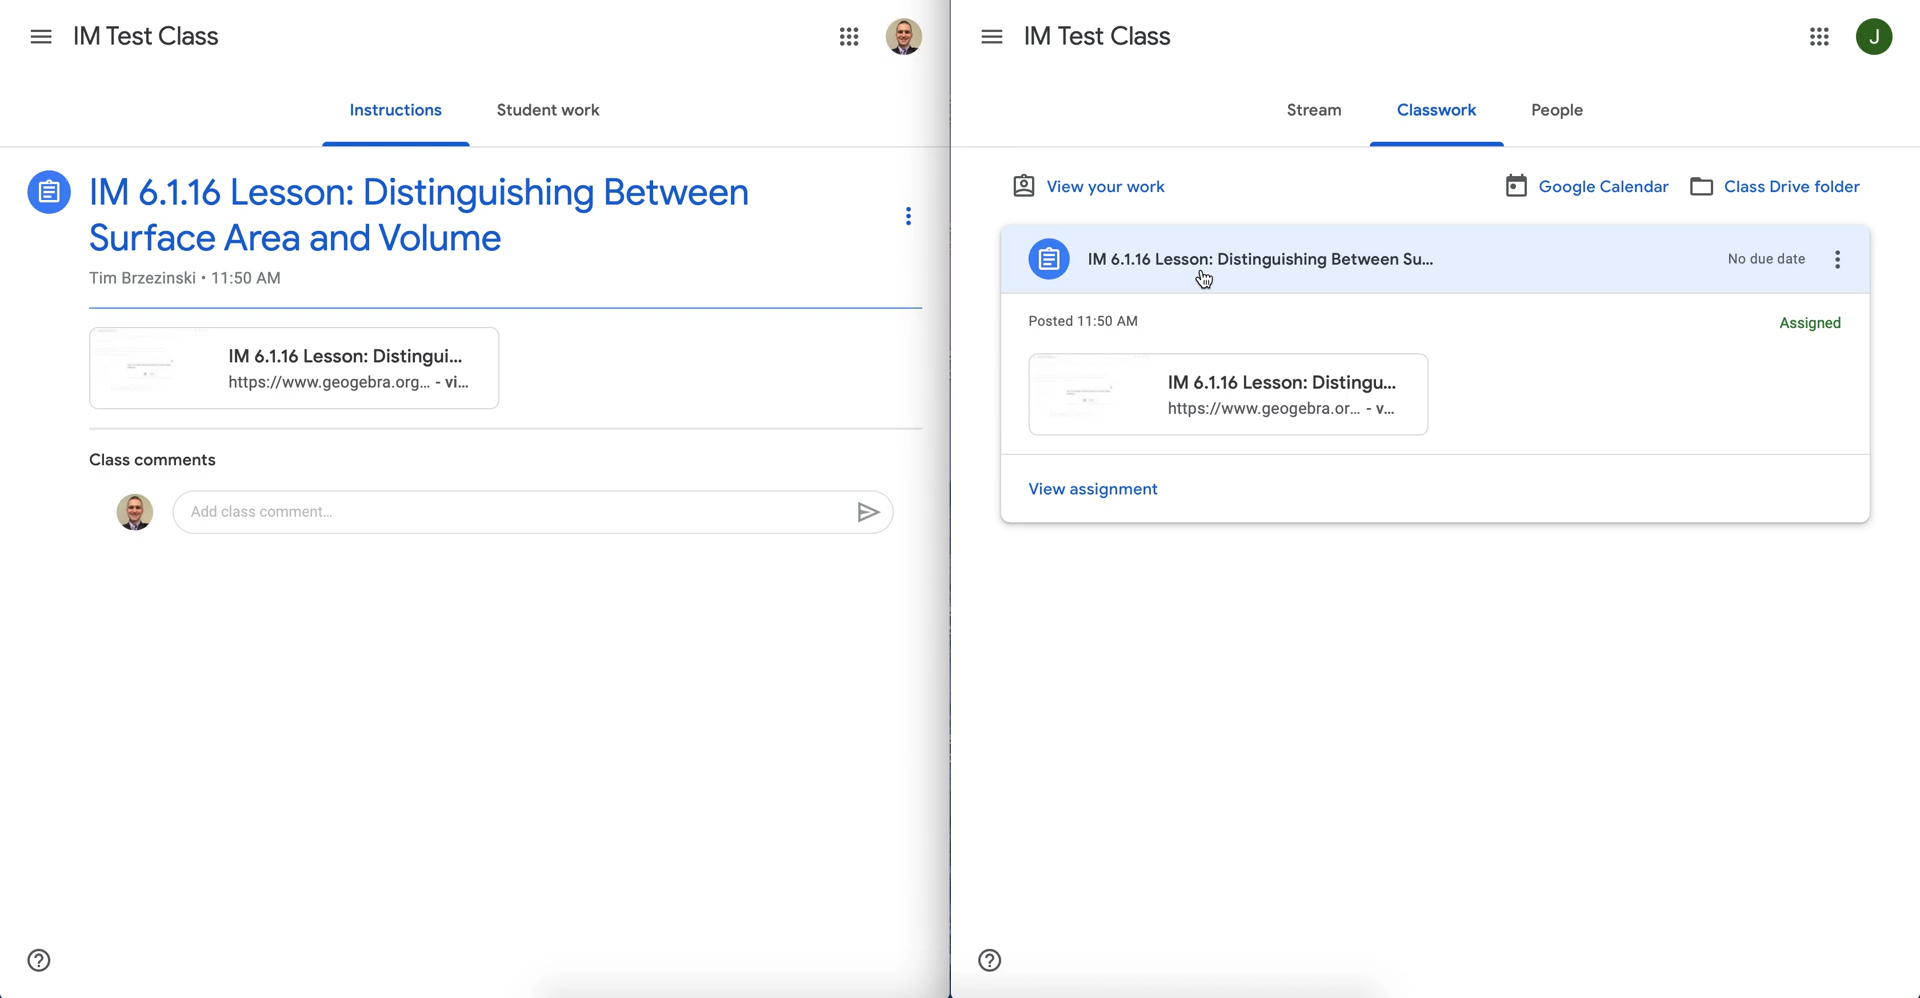 IM Test Class
Instructions
Student work
IM 6.1.16 Lesson: Distinguishing Between
Surface Area and Volume
Tim Brzezinski • 11:50 AM
IM 6.1.16 Lesson: Distingui...
https://www.geogebra.org... - vi...
Class comments
Add class comment...
IM Test Class
J
Stream
Classwork
People
View your work
Google Calendar
Class Drive folder
IM 6.1.16 Lesson: Distinguishing Between Su...
No due date
Posted 11:50 AM
Assigned
IM 6.1.16 Lesson: Distingu...
https://www.geogebra.or... - v...
View assignment